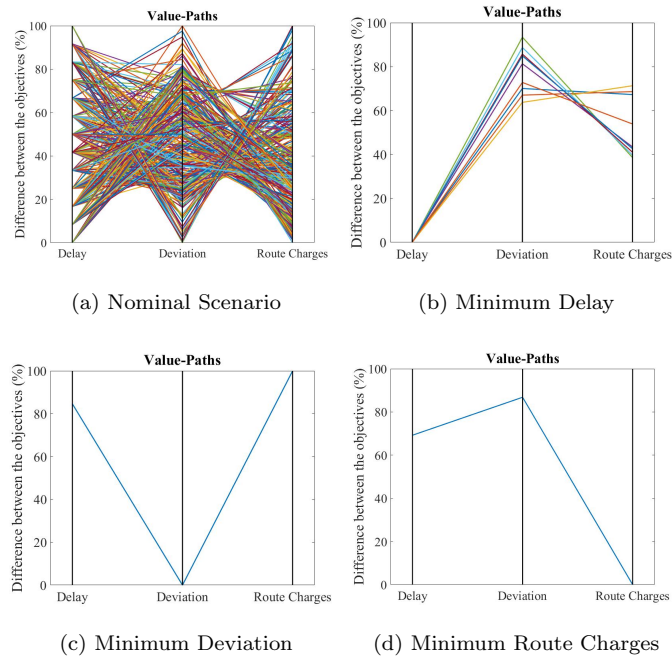 Value-Paths
Difference between the objectives (%)
100
80
60
40
20
0
Delay
Deviation
Route Charges
(a) Nominal Scenario
Value-Paths
Difference between the objectives (%)
100
80
60
40
20
0
Delay
Deviation
Route Charges
(b) Minimum Delay
Value-Paths
Difference between the objectives (%)
100
80
60
40
20
0
Delay
Deviation
Route Charges
(c) Minimum Deviation
Value-Paths
Difference between the objectives (%)
100
80
60
40
20
0
Delay
Deviation
Route Charges
(d) Minimum Route Charges